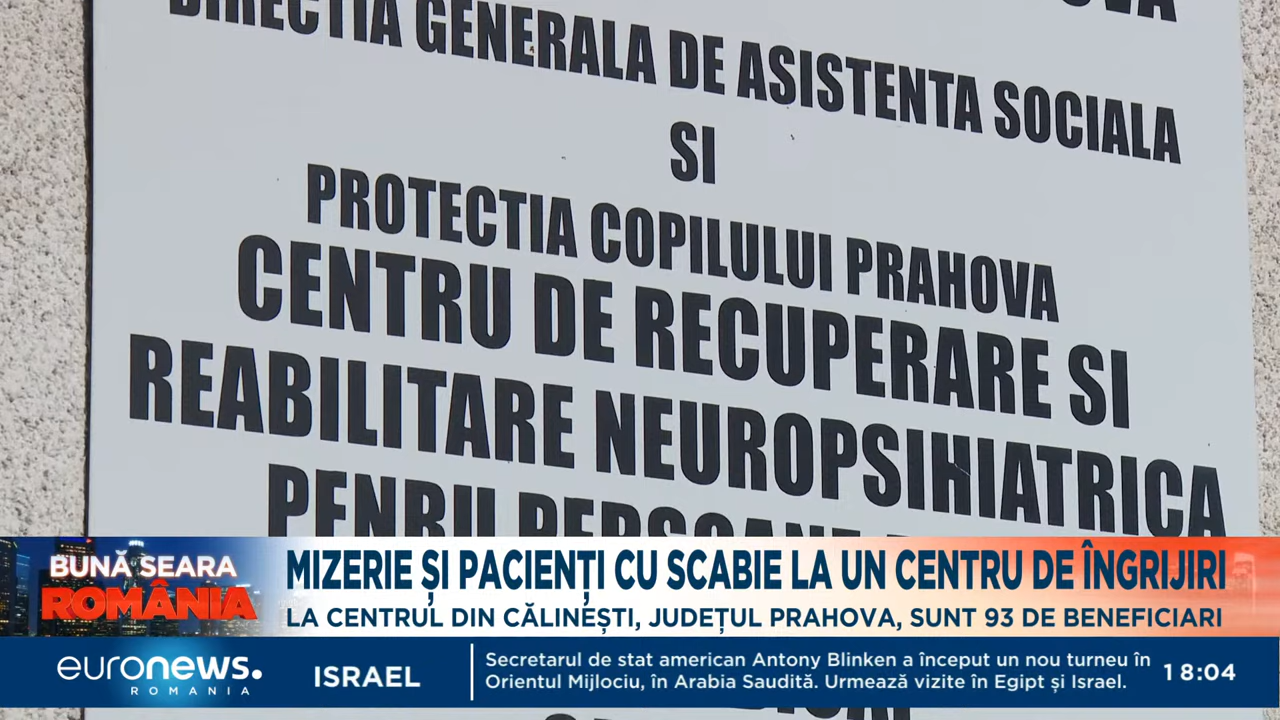 DIRECTIA GENERALA DE ASISTENTA SOCIALA
SI
PROTECTIA COPILULUI PRAHOVA
CENTRU DE RECUPERARE SI
REABILITARE NEUROPSIHIATRICA
PENRU PERSOANE
BUNĂ SEARA
ROMÂNIA
MIZERIE ȘI PACIENȚI CU SCABIE LA UN CENTRU DE ÎNGRIJIRI
LA CENTRUL DIN CĂLINEȘTI, JUDEȚUL PRAHOVA, SUNT 93 DE BENEFICIARI
euronews.
ROMANIA
ISRAEL
Secretarul de stat american Antony Blinken a început un nou turneu în
Orientul Mijlociu, în Arabia Saudită. Urmează vizite în Egipt și Israel.
18:04